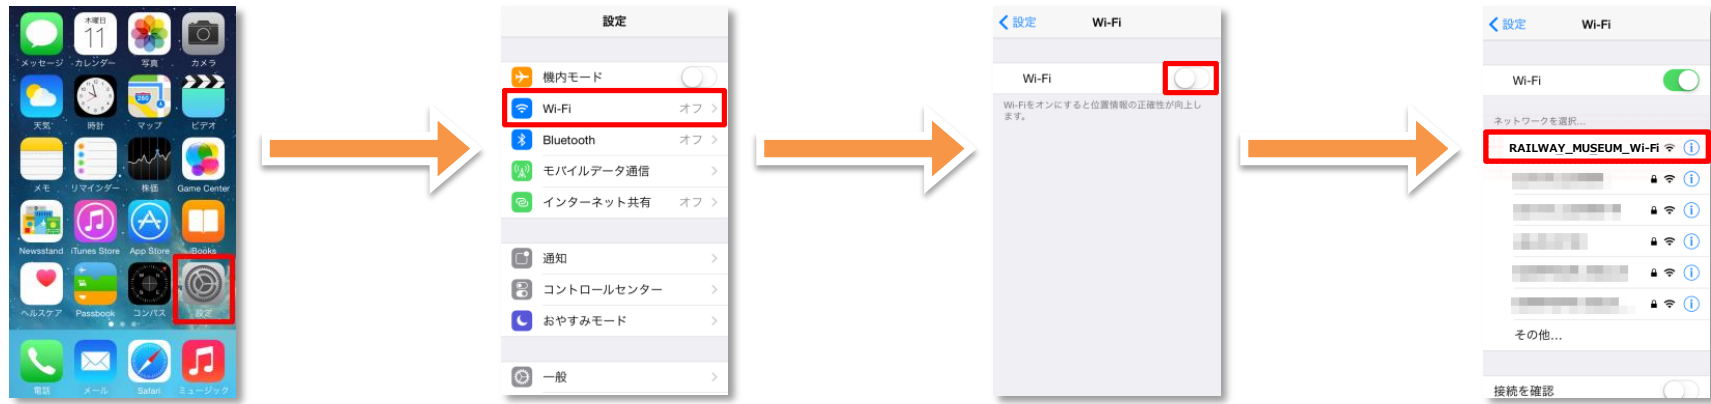 木曜日
11
メッセージ
カレンダー
写真
カメラ
280
天気
時計
マップ
ビデオ
メモ
リマインダー
株価
Game Center
Newsstand
iTunes Store
App Store
iBooks
ヘルスケア
Passbook
コンパス
設定
電話
メール
Safari
ミュージック
設定
機内モード
Wi-Fi オフ
Bluetooth オフ
モバイルデータ通信
インターネット共有 オフ
通知
コントロールセンター
おやすみモード
一般
設定 Wi-Fi
Wi-Fi
Wi-Fiをオンにすると位置情報の正確性が向上し
ます。
設定 Wi-Fi
Wi-Fi
ネットワークを選択...
RAILWAY_MUSEUM_Wi-Fi
その他...
接続を確認